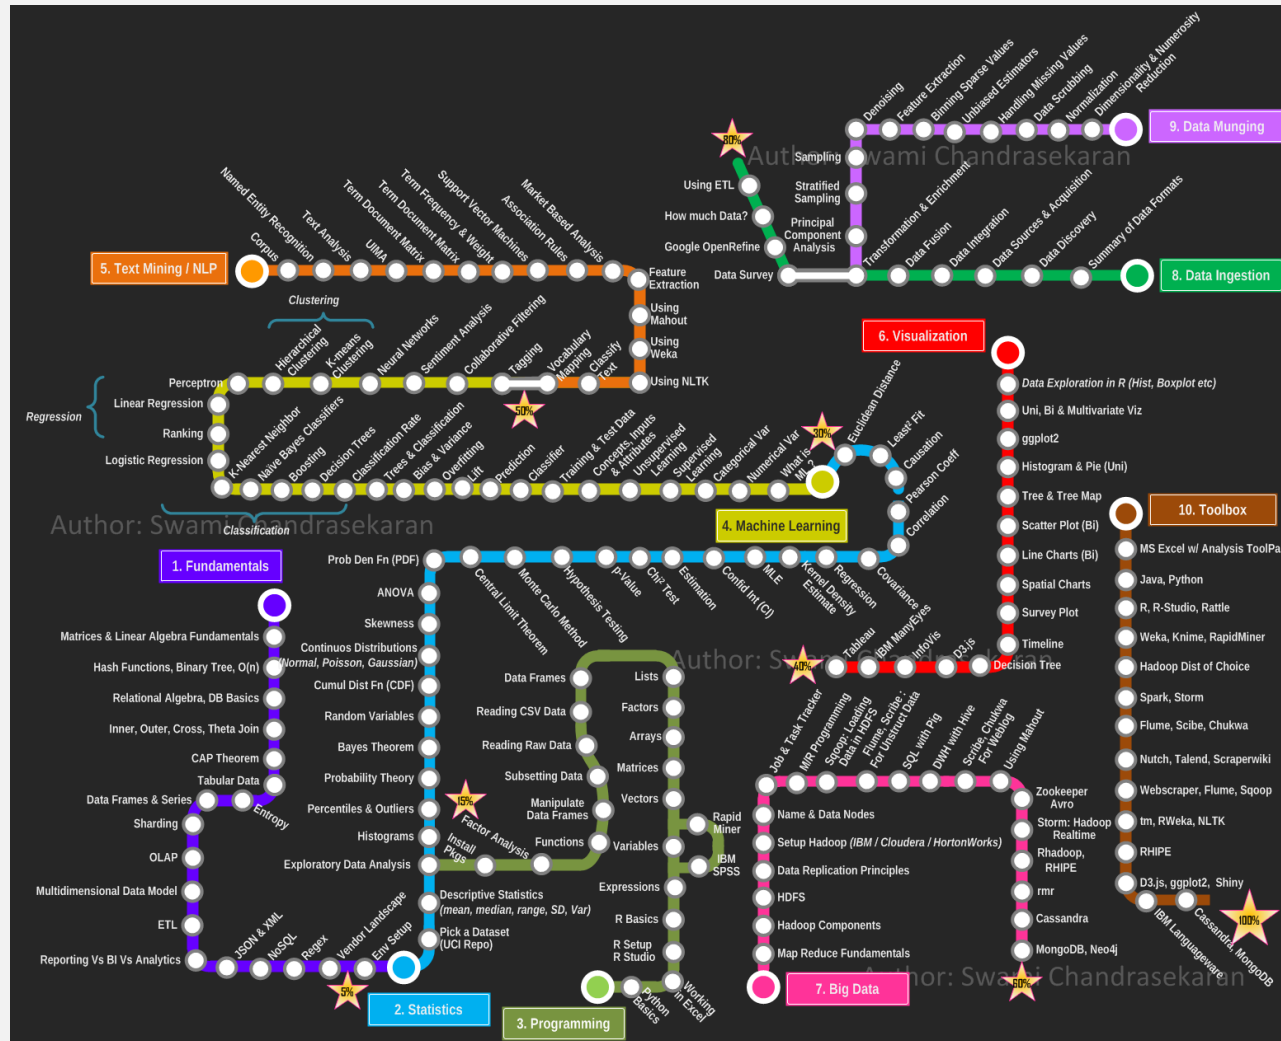 Author: Swami Chandrasekaran
9. Data Munging
Denoising
Feature Extraction
Binning Sparse Values
Unbiased Estimators
Handling Missing Values
Data Scrubbing
Normalization
Dimensionality & Numerosity
Reduction
Sampling
Stratified
Sampling
Principal
Component
Analysis
80%
Using ETL
How much Data?
Google OpenRefine
Data Survey
Transformation & Enrichment
Data Fusion
Data Integration
Data Sources & Acquisition
Data Discovery
Summary of Data Formats
8. Data Ingestion
5. Text Mining / NLP
Corpus
Named Entity Recognition
Text Analysis
UIMA
Term Document Matrix
Term Document Matrix
Term Frequency & Weight
Support Vector Machines
Association Rules
Market Based Analysis
Feature
Extraction
Using
Mahout
Using
Weka
Using NLTK
Classify
Text
Vocabulary
Mapping
Tagging
50%
Collaborative Filtering
Sentiment Analysis
Neural Networks
K-means
Clustering
Hierarchical
Clustering
Clustering
Perceptron
Linear Regression
Regression
Ranking
Logistic Regression
K-Nearest Neighbor
Naive Bayes Classifiers
Boosting
Decision Trees
Classification Rate
Trees & Classification
Bias & Variance
Overfitting
Lift
Prediction
Classifier
Training & Test Data
Concepts, Inputs
& Attributes
Unsupervised
Learning
Supervised
Learning
Categorical Var
Numerical Var
What is
ML?
30%
4. Machine Learning
Classification
Author: Swami Chandrasekaran
Euclidean Distance
Least² Fit
Causation
Pearson Coeff
Correlation
Covariance
Regression
Kernel Density
Estimate
MLE
Confid Int (CI)
Estimation
Chi² Test
p-Value
Hypothesis Testing
Monte Carlo Method
Central Limit Theorem
Prob Den Fn (PDF)
ANOVA
Skewness
Continuos Distributions
(Normal, Poisson, Gaussian)
Cumul Dist Fn (CDF)
Random Variables
Bayes Theorem
Probability Theory
Percentiles & Outliers
Histograms
Exploratory Data Analysis
Descriptive Statistics
(mean, median, range, SD, Var)
Pick a Dataset
(UCI Repo)
2. Statistics
1. Fundamentals
Matrices & Linear Algebra Fundamentals
Hash Functions, Binary Tree, O(n)
Relational Algebra, DB Basics
Inner, Outer, Cross, Theta Join
CAP Theorem
Tabular Data
Entropy
Data Frames & Series
Sharding
OLAP
Multidimensional Data Model
ETL
Reporting Vs BI Vs Analytics
JSON & XML
NoSQL
Regex
Vendor Landscape
Env Setup
5%
15%
Install
Pkgs
Factor Analysis
Functions
Manipulate
Data Frames
Subsetting Data
Reading Raw Data
Reading CSV Data
Data Frames
Lists
Factors
Arrays
Matrices
Vectors
Variables
Rapid
Miner
IBM
SPSS
Expressions
R Basics
R Setup
R Studio
Working
in Excel
Python
Basics
3. Programming
6. Visualization
Data Exploration in R (Hist, Boxplot etc)
Uni, Bi & Multivariate Viz
ggplot2
Histogram & Pie (Uni)
Tree & Tree Map
Scatter Plot (Bi)
Line Charts (Bi)
Spatial Charts
Survey Plot
Timeline
Decision Tree
D3.js
InfoVis
IBM ManyEyes
Tableau
40%
Author: Swami Chandrasekaran
7. Big Data
Map Reduce Fundamentals
Hadoop Components
HDFS
Data Replication Principles
Setup Hadoop (IBM / Cloudera / HortonWorks)
Name & Data Nodes
Job & Task Tracker
M/R Programming
Sqoop: Loading
Data in HDFS
Flume, Scribe :
For Unstruct Data
SQL with Pig
DWH with Hive
Scribe, Chukwa
For Weblog
Using Mahout
Zookeeper
Avro
Storm: Hadoop
Realtime
Rhadoop,
RHIPE
rmr
Cassandra
MongoDB, Neo4j
60%
Author: Swami Chandrasekaran
10. Toolbox
MS Excel w/ Analysis ToolPa
Java, Python
R, R-Studio, Rattle
Weka, Knime, RapidMiner
Hadoop Dist of Choice
Spark, Storm
Flume, Scibe, Chukwa
Nutch, Talend, Scraperwiki
Webscraper, Flume, Sqoop
tm, RWeka, NLTK
RHIPE
D3.js, ggplot2, Shiny
IBM Languageware
Cassandra, MongoDB
100%